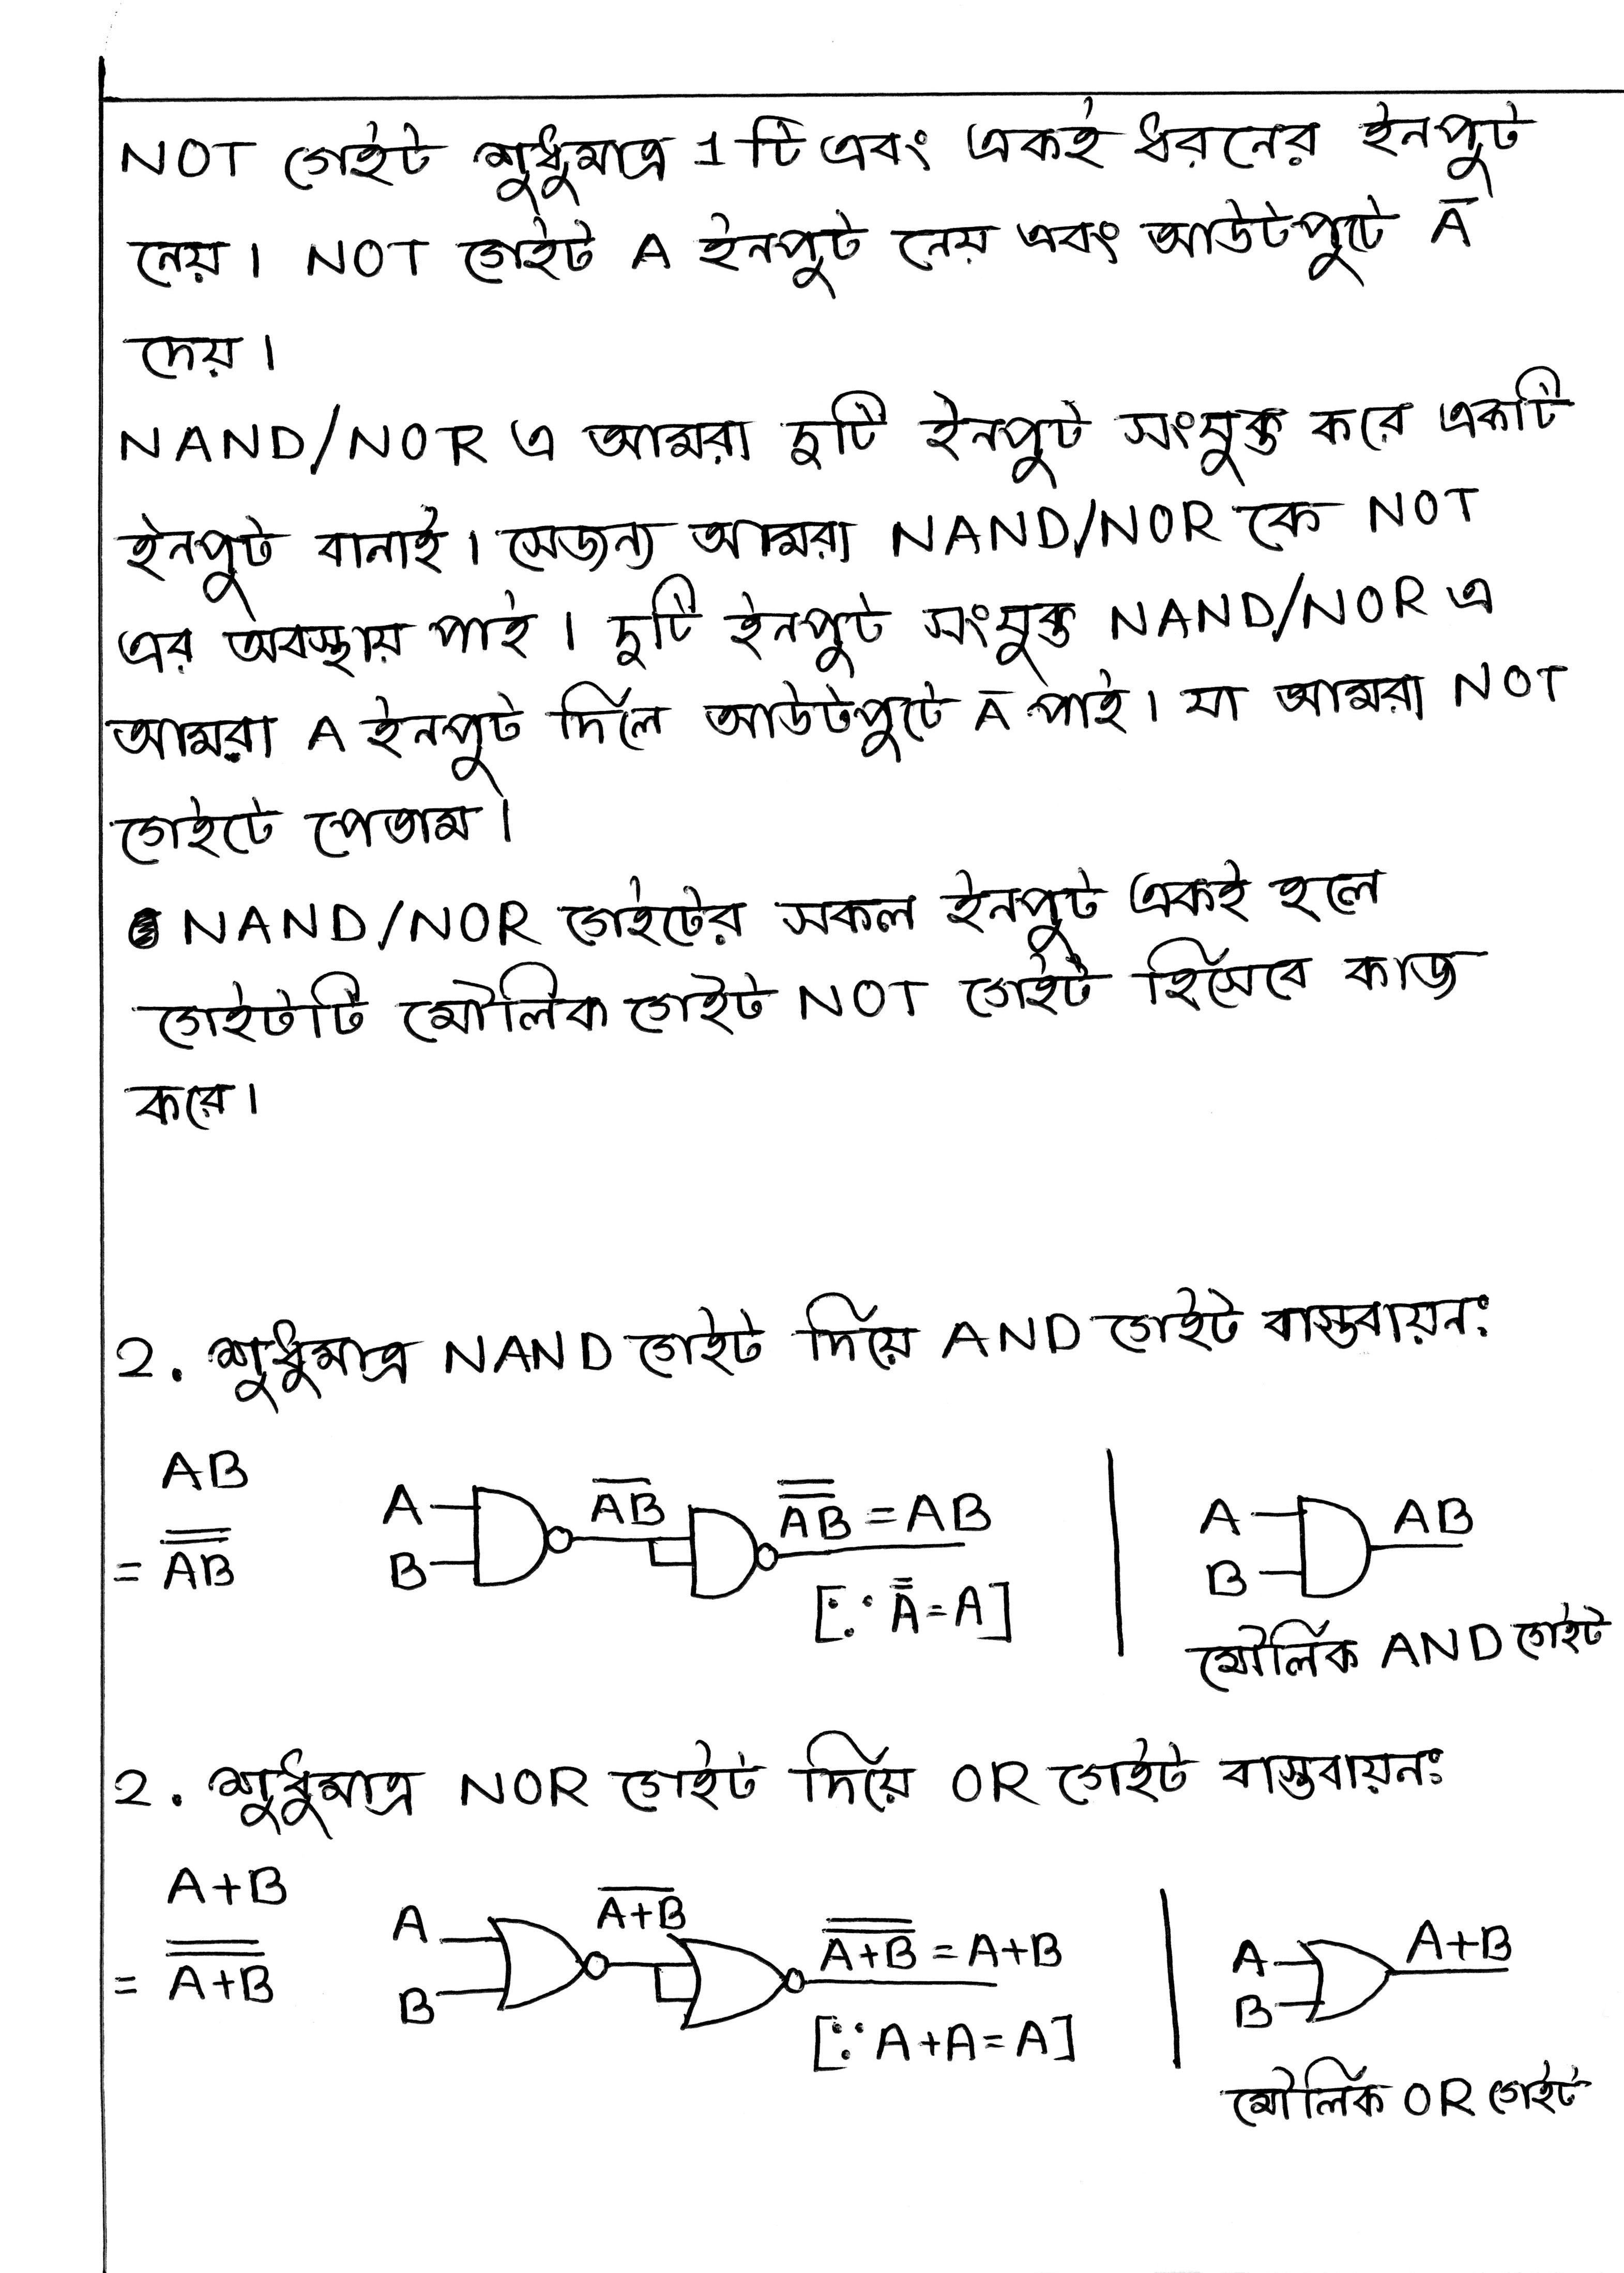 NOT গেইট শুধুমাত্র 1 টি এবং একই ধরনের ইনপুট
নেয়। NOT গেইট A ইনপুট নেয় এবং আউটপুটে A̅
দেয়।
NAND/NOR এ আমরা দুটি ইনপুট সংযুক্ত করে একটি
ইনপুট বানাই। সেজন্য আমরা NAND/NOR কে NOT
এর অবস্থায় পাই। দুটি ইনপুট সংযুক্ত NAND/NOR এ
আমরা A ইনপুট দিলে আউটপুটে A̅ পাই। যা আমরা NOT
গেইটে পেতাম।
NAND/NOR গেইটের সকল ইনপুট একই হলে
গেইটটি মৌলিক গেইট NOT গেইট হিসেবে কাজ
করে।
2. শুধুমাত্র NAND গেইট দিয়ে AND গেইট বাস্তবায়ন:
AB
= A̿B̿
A
B
A̅B̅
A̿B̿ = AB
[∵ A̿ = A]
A
B
AB
মৌলিক AND গেইট
2. শুধুমাত্র NOR গেইট দিয়ে OR গেইট বাস্তবায়ন:
A+B
= A̿+̿B̿
A
B
A̅+̅B̅
A̿+̿B̿ = A+B
[∵ A+A=A]
A
B
A+B
মৌলিক OR গেইট